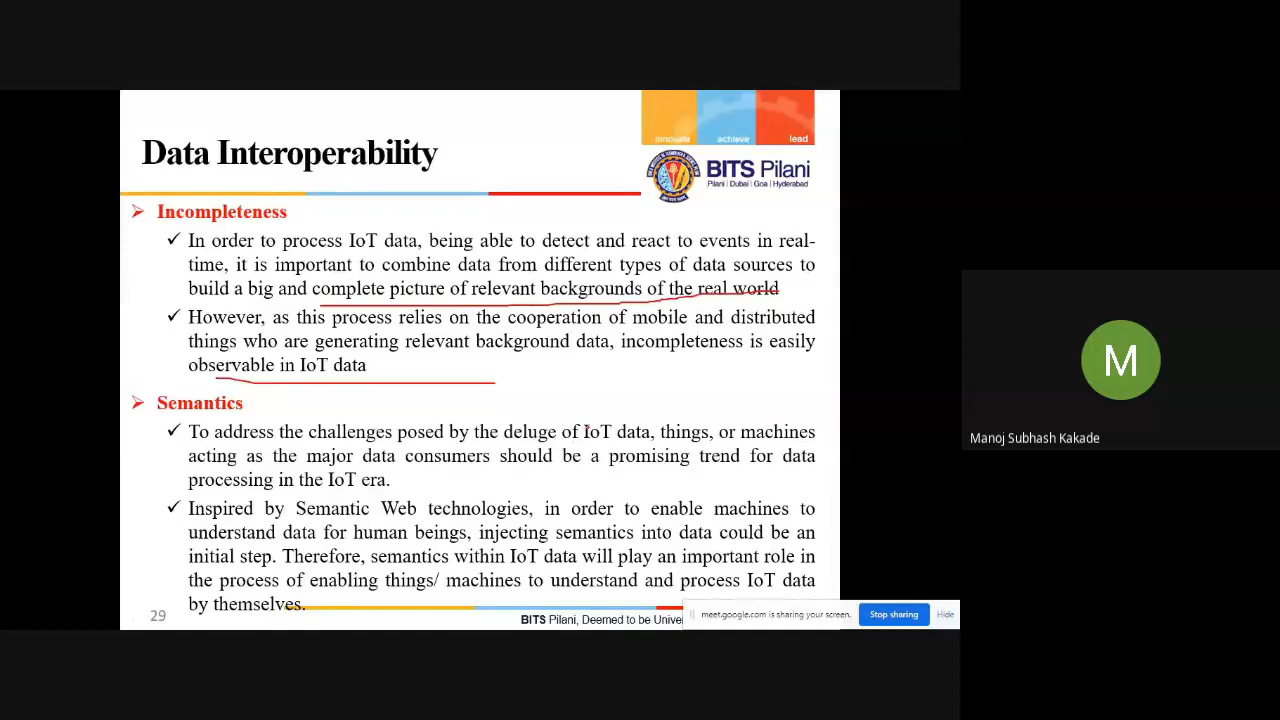 innovate achieve lead
Data Interoperability
BITS Pilani
Pilani | Dubai | Goa | Hyderabad
➢ Incompleteness
✓ In order to process IoT data, being able to detect and react to events in real-
time, it is important to combine data from different types of data sources to
build a big and complete picture of relevant backgrounds of the real world
✓ However, as this process relies on the cooperation of mobile and distributed
things who are generating relevant background data, incompleteness is easily
observable in IoT data
➢ Semantics
✓ To address the challenges posed by the deluge of IoT data, things, or machines
acting as the major data consumers should be a promising trend for data
processing in the IoT era.
✓ Inspired by Semantic Web technologies, in order to enable machines to
understand data for human beings, injecting semantics into data could be an
initial step. Therefore, semantics within IoT data will play an important role in
the process of enabling things/ machines to understand and process IoT data
by themselves.
29
BITS Pilani, Deemed to be Univer
meet.google.com is sharing your screen. Stop sharing Hide
M
Manoj Subhash Kakade